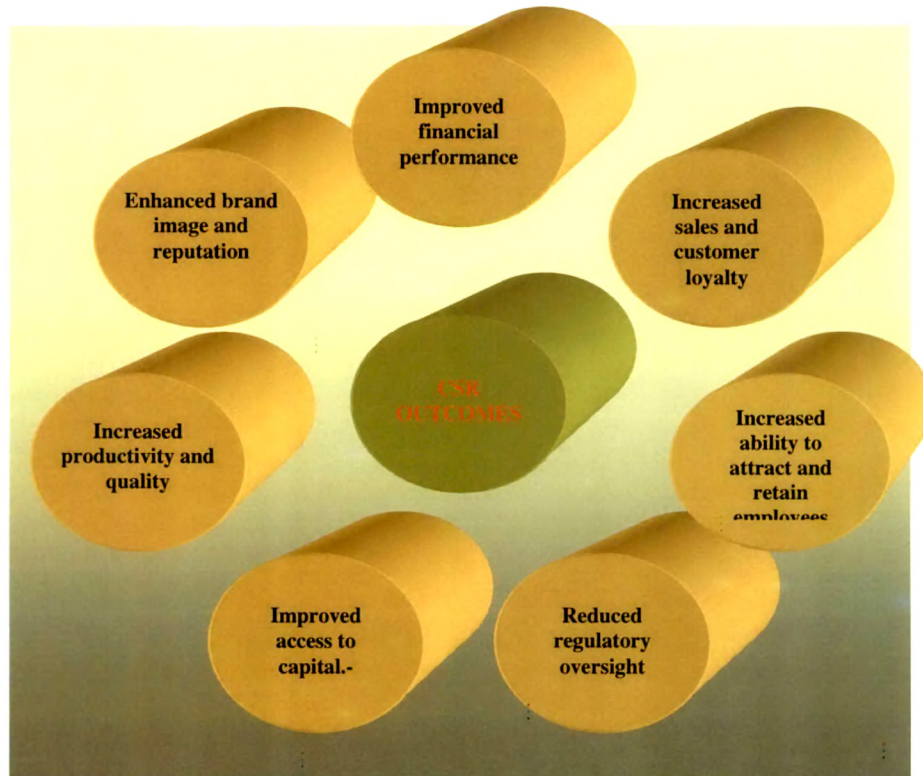 Improved
financial
performance
Enhanced brand
image and
reputation
Increased
sales and
customer
loyalty
CSR
OUTCOMES
Increased
productivity and
quality
Increased
ability to
attract and
retain
employees
Improved
access to
capital.-
Reduced
regulatory
oversight